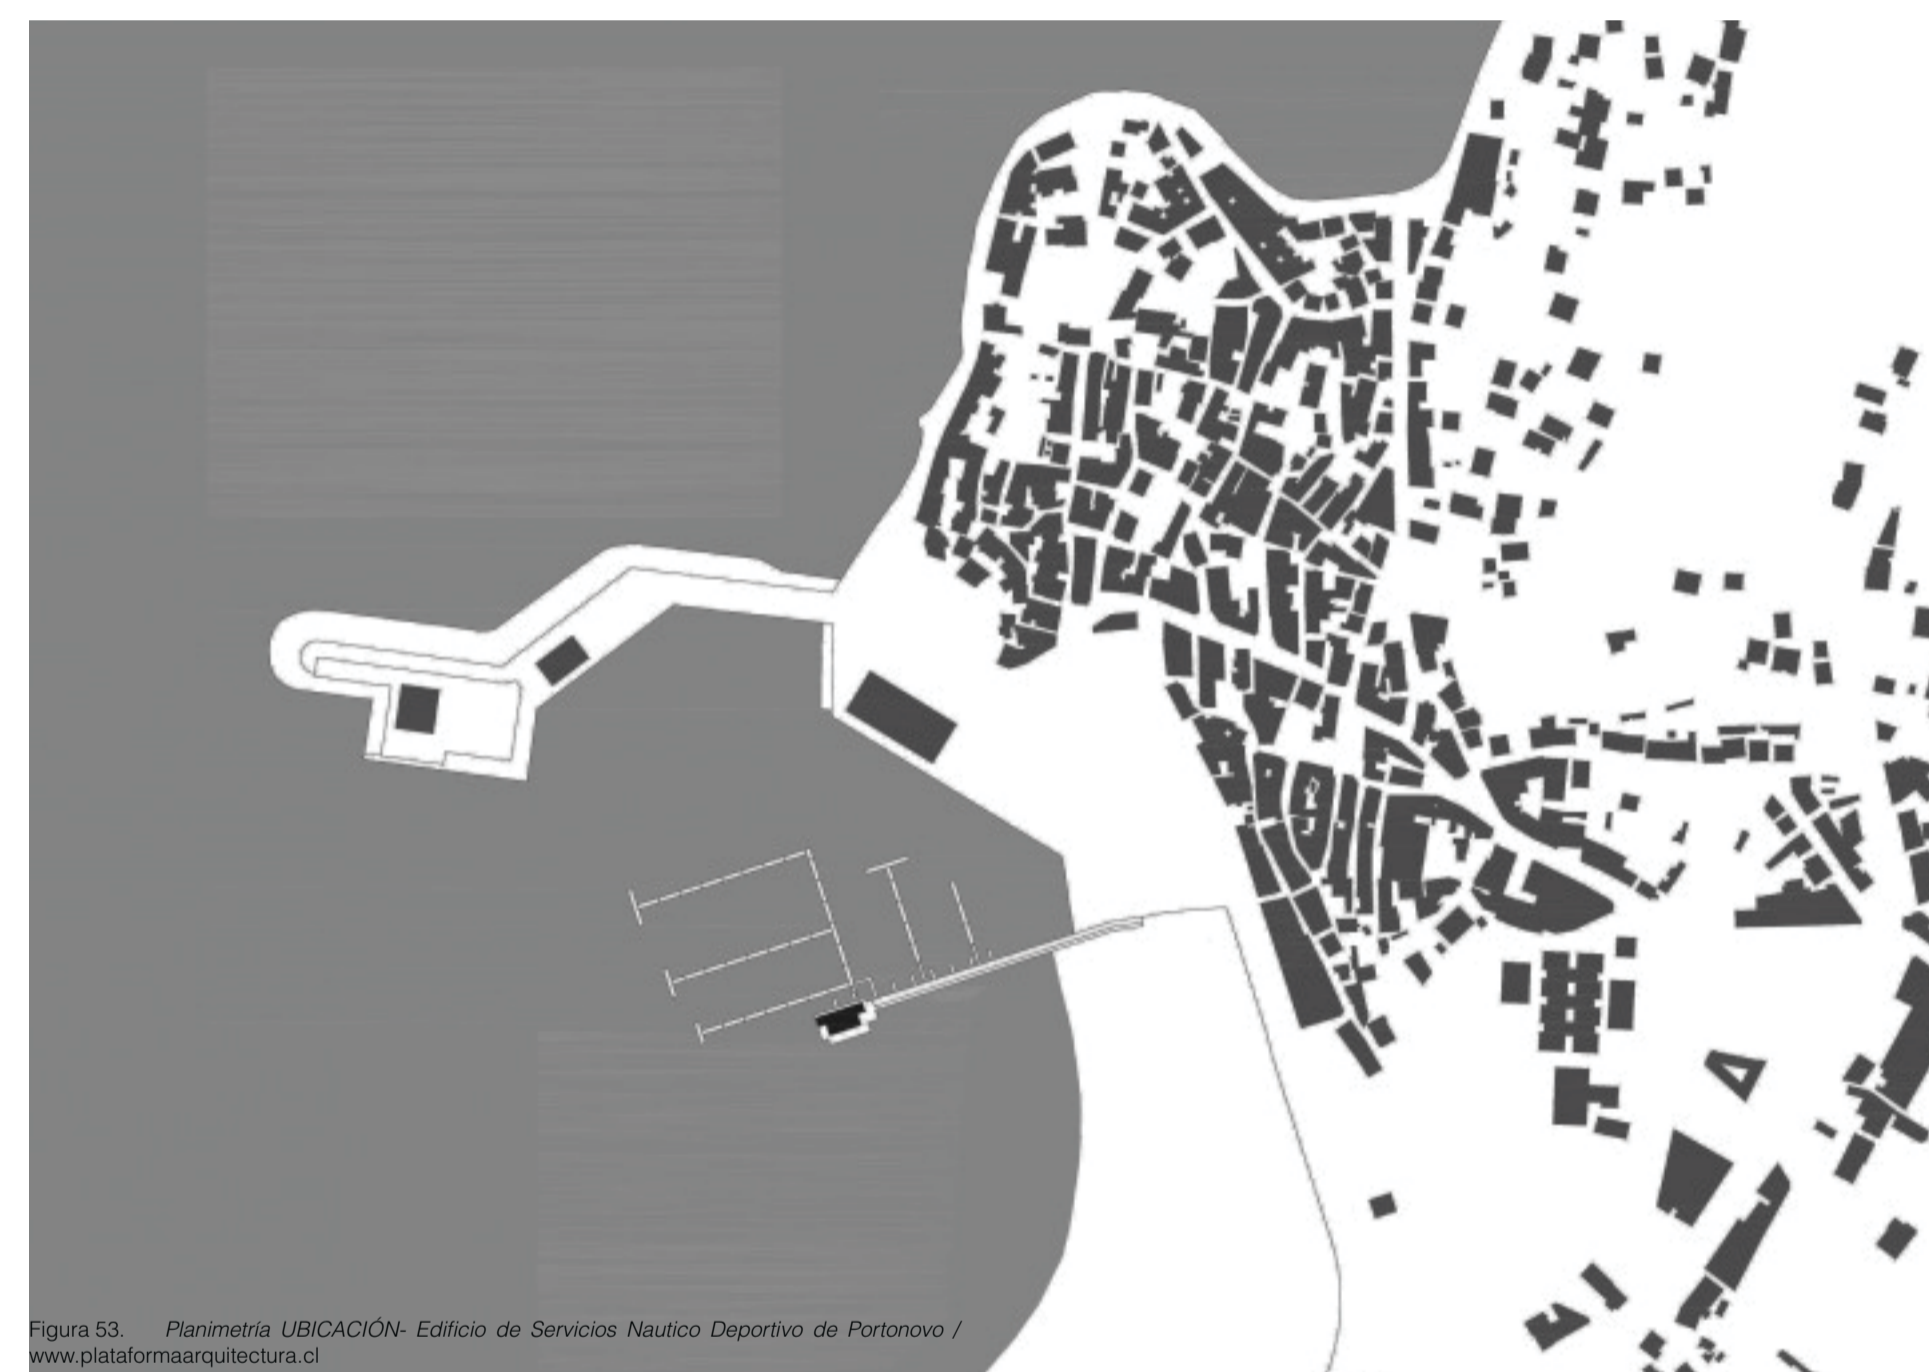 Figura 53. Planimetría UBICACIÓN- Edificio de Servicios Nautico Deportivo de Portonovo /
www.plataformaarquitectura.cl